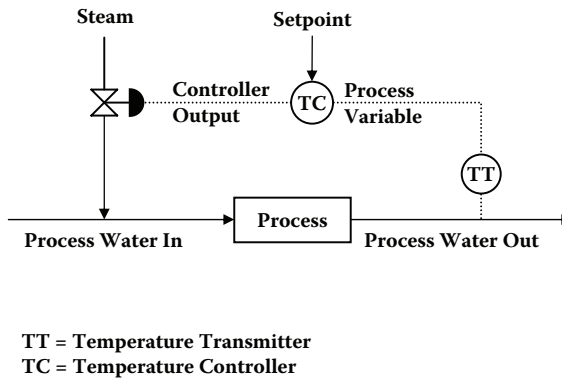 Steam
Setpoint
Controller
Output
TC
Process
Variable
TT
Process
Process Water In
Process Water Out
TT = Temperature Transmitter
TC = Temperature Controller